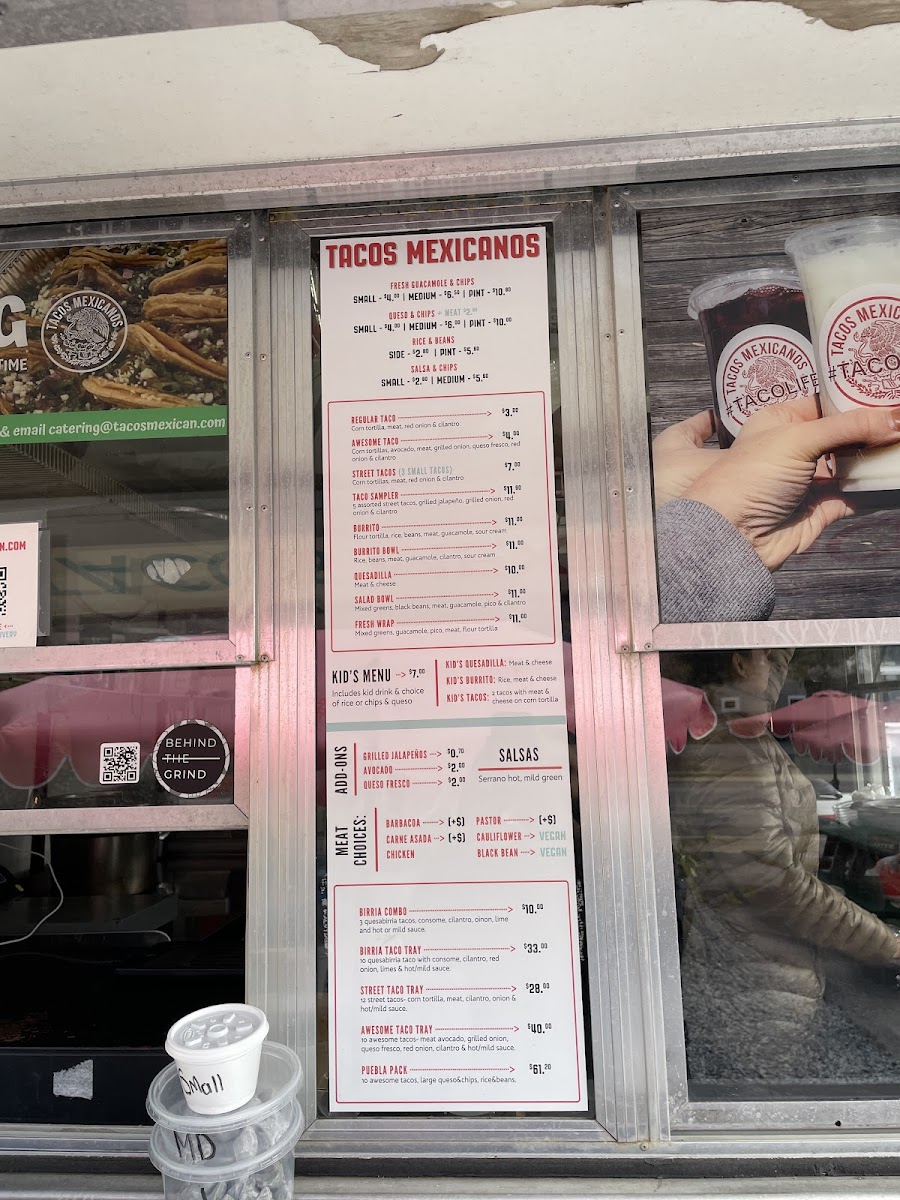 TACOS MEXICANOS
FRESH GUACAMOLE & CHIPS
SMALL - $4.00 | MEDIUM - $6.50 | PINT - $10.00
QUESO & CHIPS + MEAT $2.00
SMALL - $4.00 | MEDIUM - $6.00 | PINT - $10.00
RICE & BEANS
SIDE - $2.80 | PINT - $5.60
SALSA & CHIPS
SMALL - $2.80 | MEDIUM - $5.60
REGULAR TACO $3.00
Corn tortilla, meat, red onion & cilantro
AWESOME TACO $4.00
Corn tortillas, avocado, meat, grilled onion, queso fresco, red
onion & cilantro
STREET TACOS (3 SMALL TACOS) $7.00
Corn tortillas, meat, red onion & cilantro
TACO SAMPLER $11.00
5 assorted street tacos, grilled jalapeño, grilled onion, red
onion & cilantro
BURRITO $11.00
Flour tortilla, rice, beans, meat, guacamole, sour cream
BURRITO BOWL $11.00
Rice, beans, meat, guacamole, cilantro, sour cream
QUESADILLA $10.00
Meat & cheese
SALAD BOWL $11.00
Mixed greens, black beans, meat, guacamole, pico & cilantro
FRESH WRAP $11.00
Mixed greens, guacamole, pico, meat, flour tortilla
KID'S MENU --> $7.00
Includes kid drink & choice
of rice or chips & queso
KID'S QUESADILLA: Meat & cheese
KID'S BURRITO: Rice, meat & cheese
KID'S TACOS: 2 tacos with meat &
cheese on corn tortilla
ADD-ONS
GRILLED JALAPEÑOS --> $0.70
AVOCADO --> $2.00
QUESO FRESCO --> $2.00
SALSAS
Serrano hot, mild green
MEAT
CHOICES:
BARBACOA --> (+$)
CARNE ASADA --> (+$)
CHICKEN
PASTOR --> (+$)
CAULIFLOWER --> VEGAN
BLACK BEAN --> VEGAN
BIRRIA COMBO $10.00
3 quesabirria tacos, consome, cilantro, oinon, lime
and hot or mild sauce.
BIRRIA TACO TRAY $33.00
10 quesabirria taco with consome, cilantro, red
onion, limes & hot/mild sauce.
STREET TACO TRAY $28.00
12 street tacos- corn tortilla, meat, cilantro, onion &
hot/mild sauce.
AWESOME TACO TRAY $40.00
10 awesome tacos- meat avocado, grilled onion,
queso fresco, red onion, cilantro & hot/mild sauce.
PUEBLA PACK $61.20
10 awesome tacos, large queso&chips, rice&beans.
G
TIME
TACOS MEXICANOS
& email catering@tacosmexican.com
N.COM
BEHIND
THE
GRIND
Small
MD
TACOS MEXICANOS
#TACOLIFE
TACOS MEXIC
#TACO